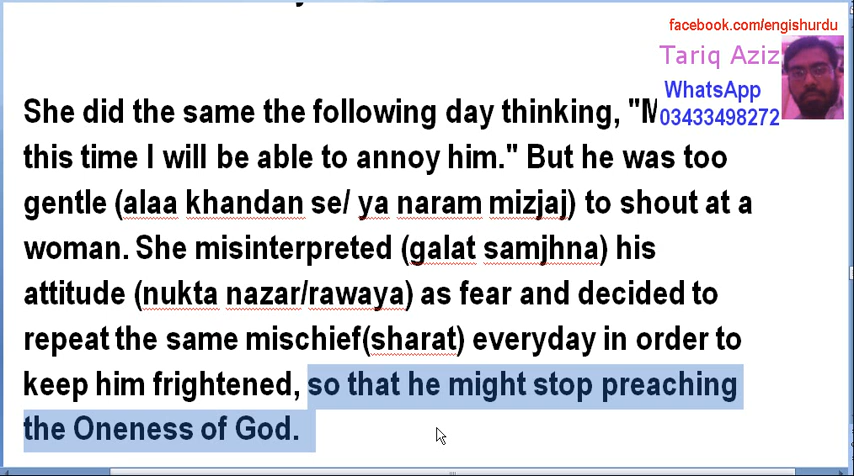 facebook.com/engishurdu
Tariq Aziz
WhatsApp
03433498272
She did the same the following day thinking, "M
this time I will be able to annoy him." But he was too
gentle (alaa khandan se/ ya naram mizjaj) to shout at a
woman. She misinterpreted (galat samjhna) his
attitude (nukta nazar/rawaya) as fear and decided to
repeat the same mischief(sharat) everyday in order to
keep him frightened, so that he might stop preaching
the Oneness of God.